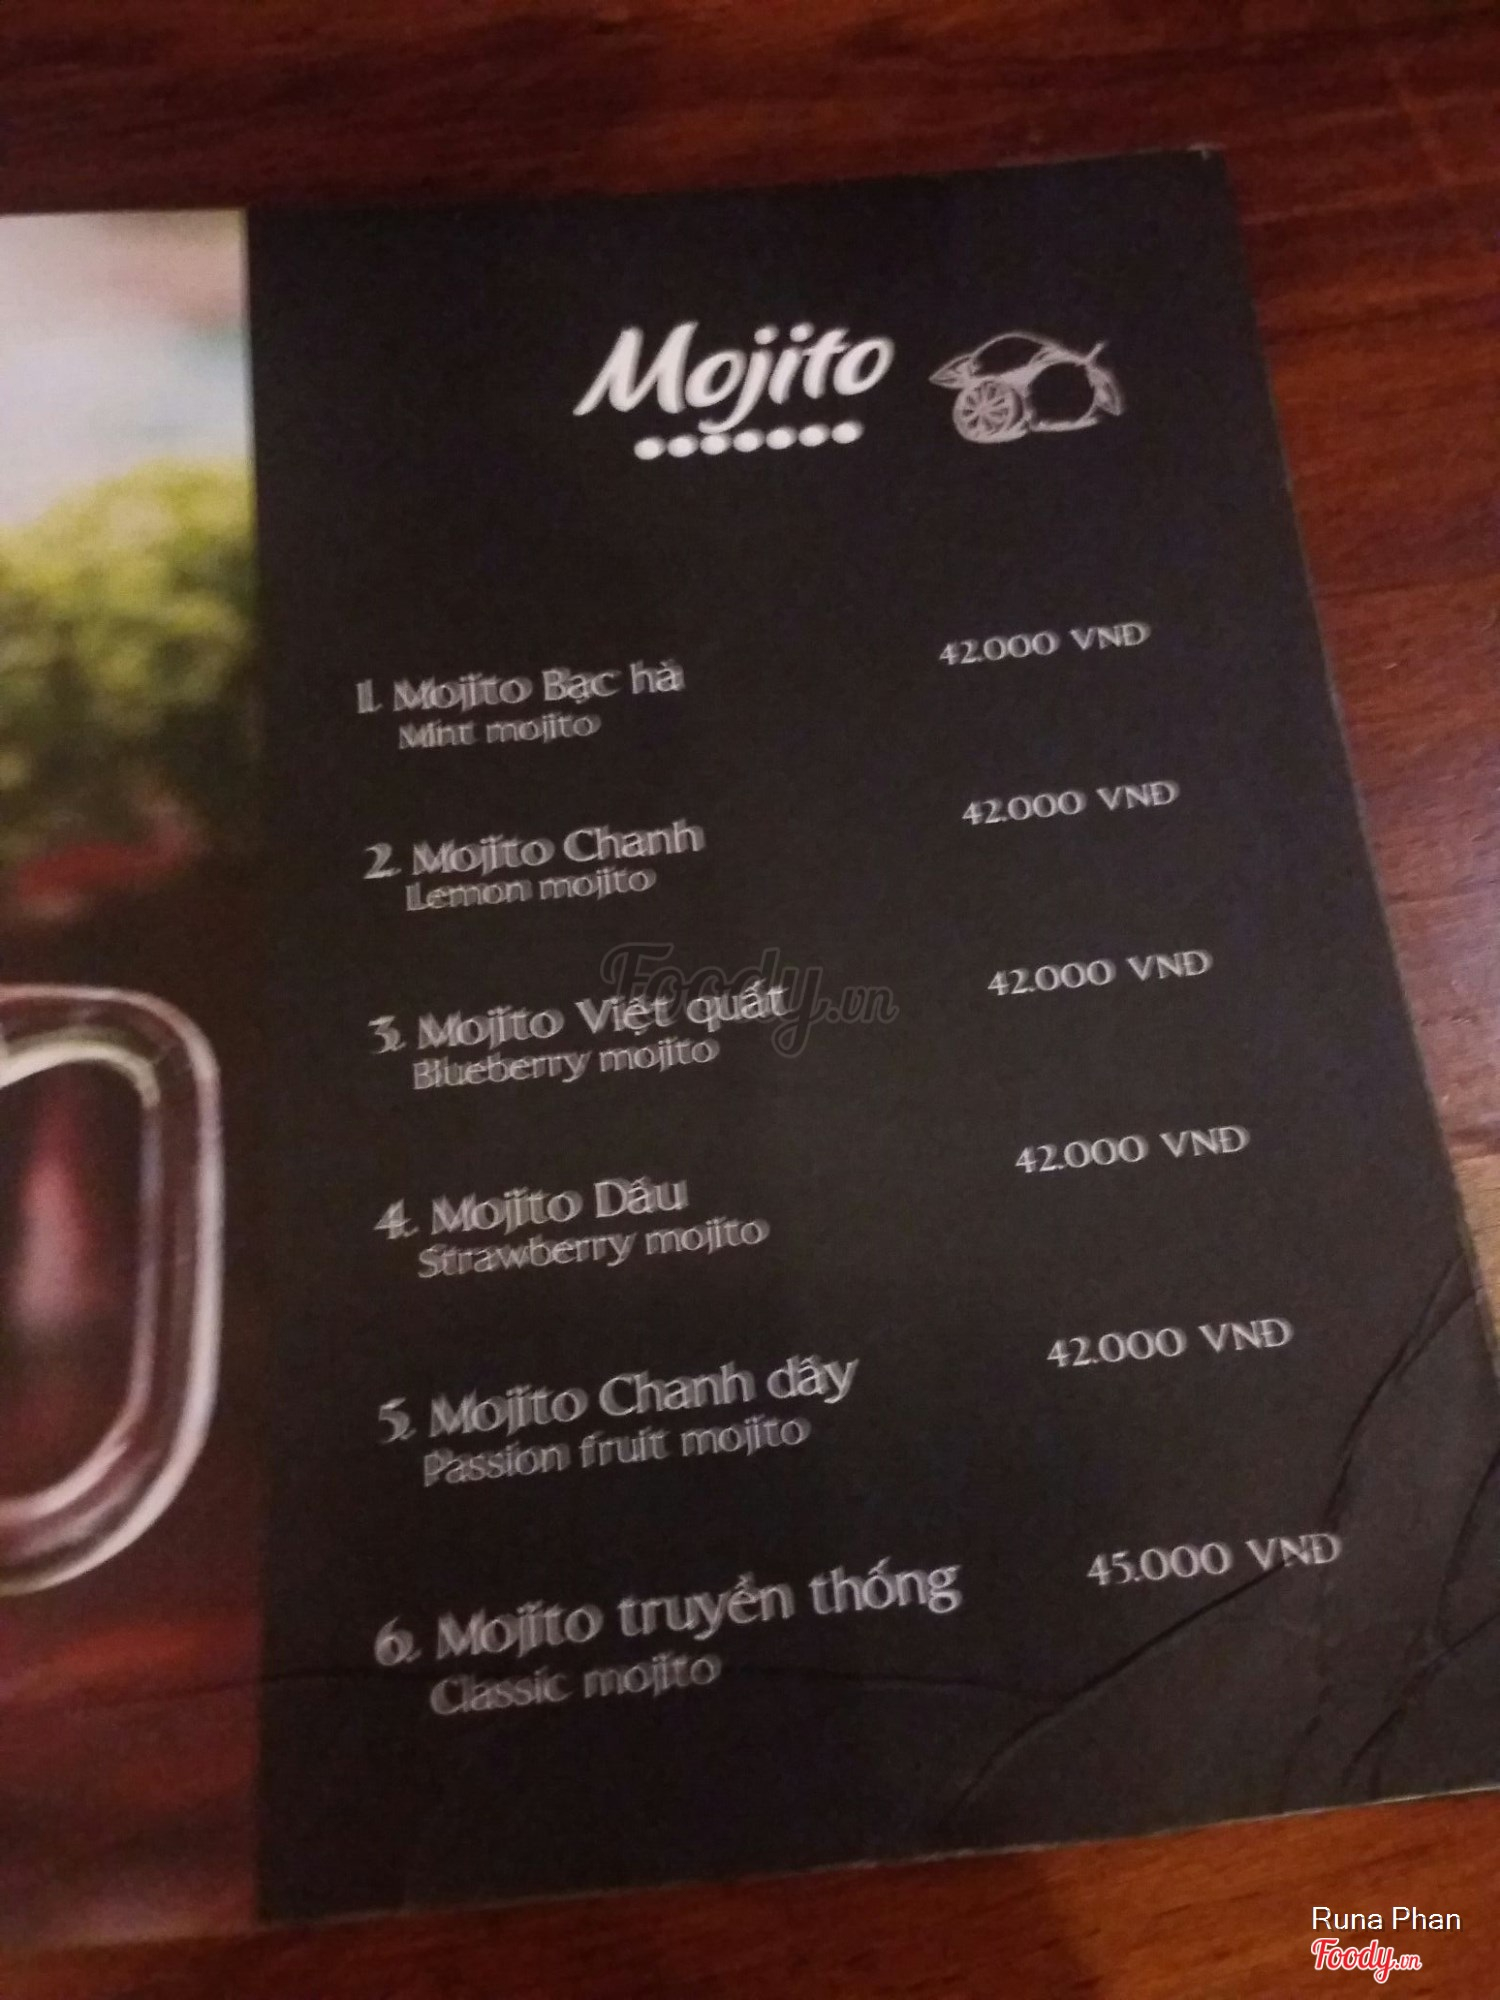 Mojito
1. Mojito Bạc hà 42.000 VNĐ
Mint mojito
2. Mojito Chanh 42.000 VNĐ
Lemon mojito
3. Mojito Việt quất 42.000 VNĐ
Blueberry mojito
4. Mojito Dâu 42.000 VNĐ
Strawberry mojito
5. Mojito Chanh dây 42.000 VNĐ
Passion fruit mojito
6. Mojito truyền thống 45.000 VNĐ
Classic mojito
Foody.vn
Runa Phan
Foody.vn